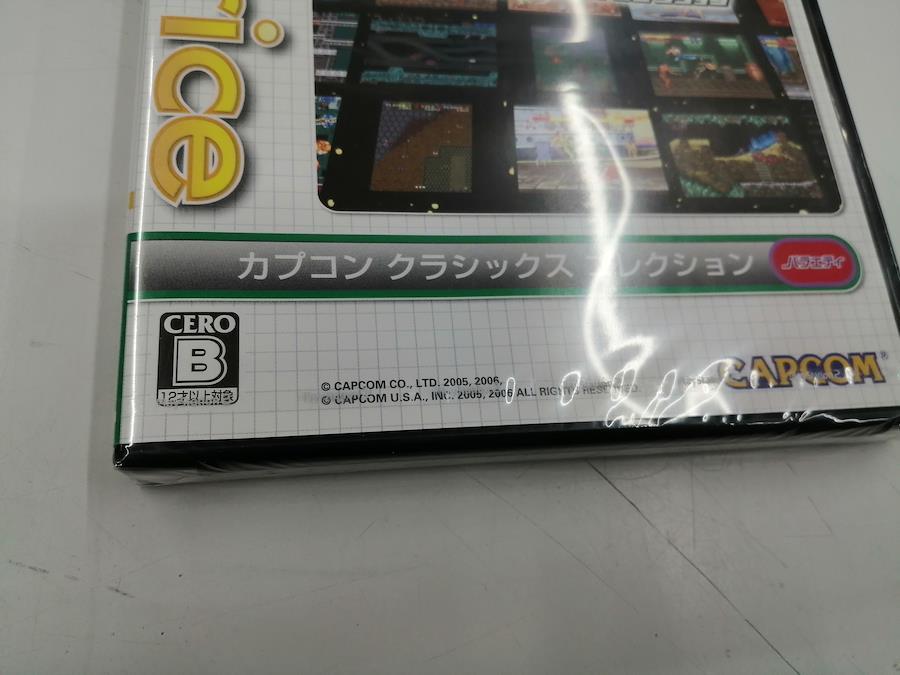 rice
カプコン クラシックス コレクション
バラエティ
CERO
B
12才以上対象
© CAPCOM CO., LTD. 2005, 2006,
© CAPCOM U.S.A., INC. 2005, 2006 ALL RIGHTS RESERVED.
CAPCOM®